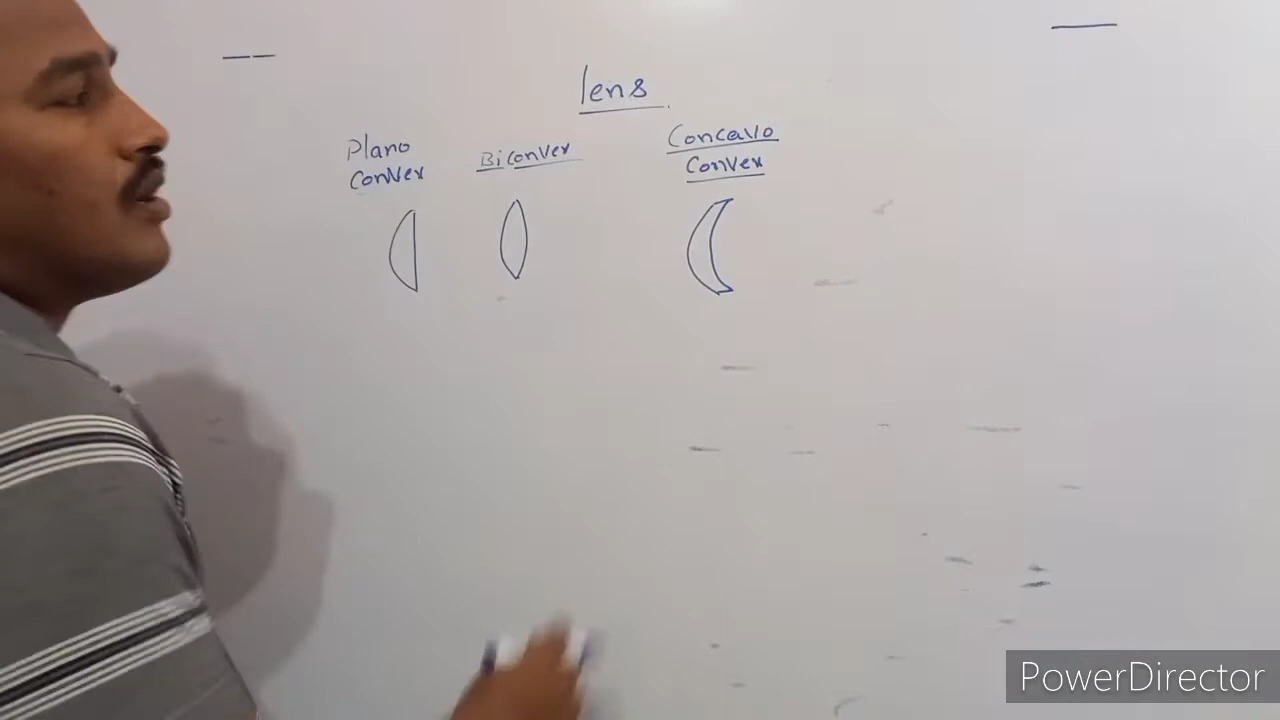 lens
Plano
Convex
Biconvex
Concavo
Convex
PowerDirector